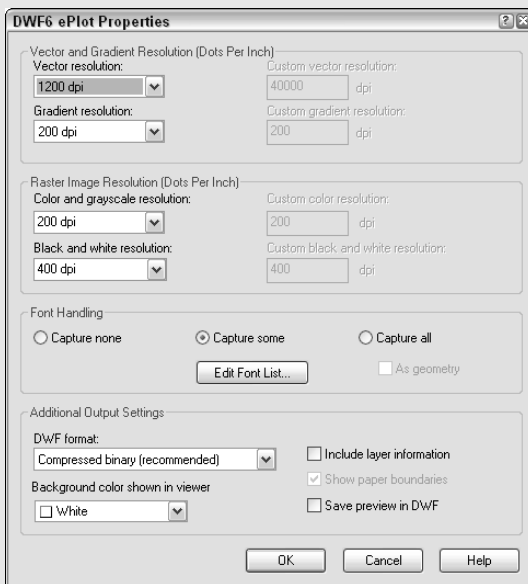 DWF6 ePlot Properties
Vector and Gradient Resolution (Dots Per Inch)
Vector resolution:
1200 dpi
Custom vector resolution:
40000 dpi
Gradient resolution:
200 dpi
Custom gradient resolution:
200 dpi
Raster Image Resolution (Dots Per Inch)
Color and grayscale resolution:
200 dpi
Custom color resolution:
200 dpi
Black and white resolution:
400 dpi
Custom black and white resolution:
400 dpi
Font Handling
Capture none
Capture some
Capture all
Edit Font List...
As geometry
Additional Output Settings
DWF format:
Compressed binary (recommended)
Background color shown in viewer
White
Include layer information
Show paper boundaries
Save preview in DWF
OK
Cancel
Help